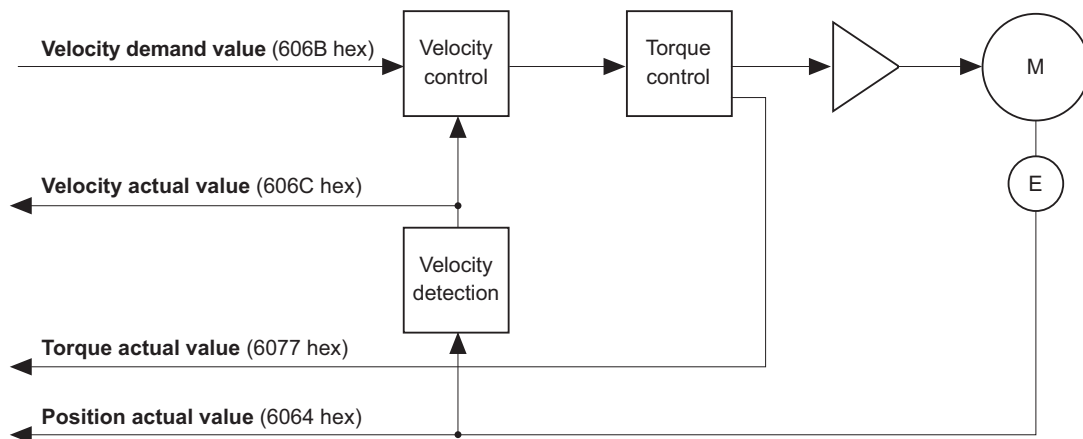 Velocity demand value (606B hex)
Velocity
control
Torque
control
M
Velocity actual value (606C hex)
E
Velocity
detection
Torque actual value (6077 hex)
Position actual value (6064 hex)